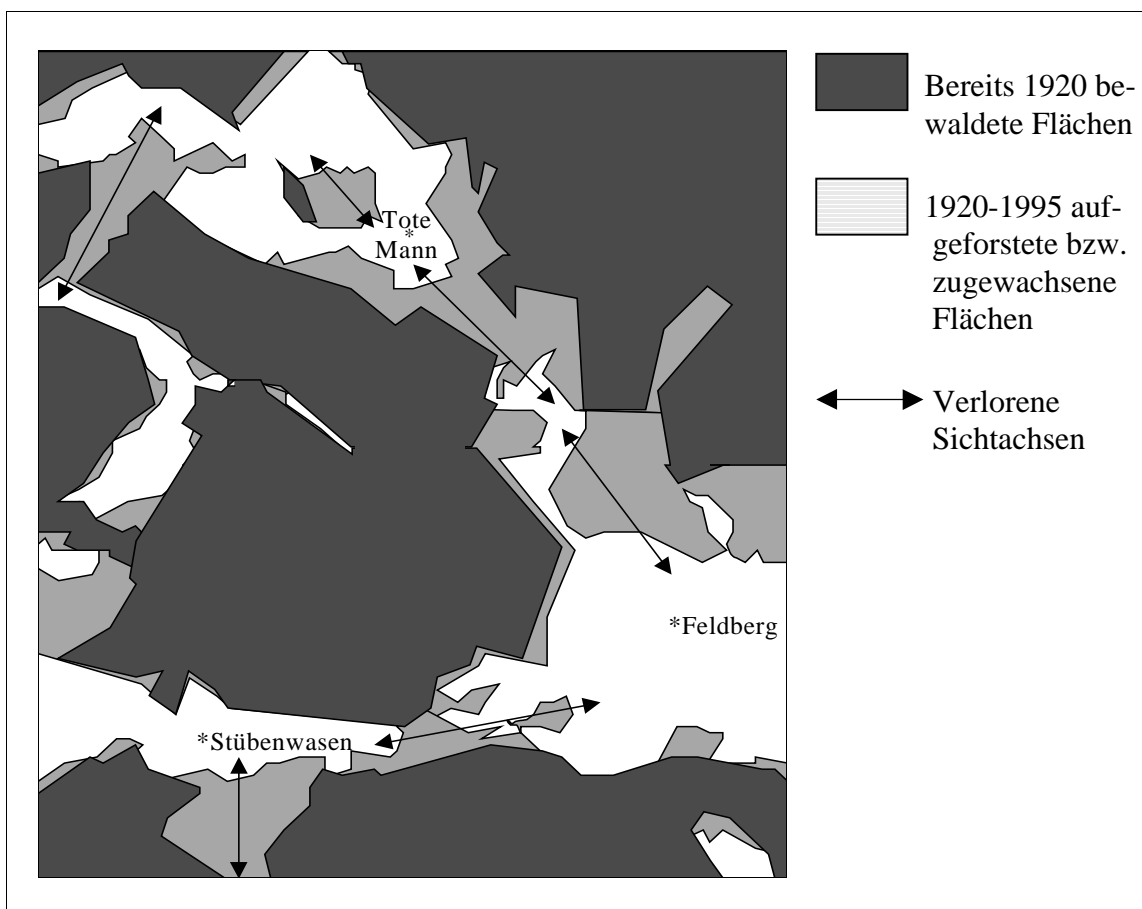 Tote
*
Mann
*Feldberg
*Stübenwasen
Bereits 1920 be-
waldete Flächen
1920-1995 auf-
geforstete bzw.
zugewachsene
Flächen
Verlorene
Sichtachsen